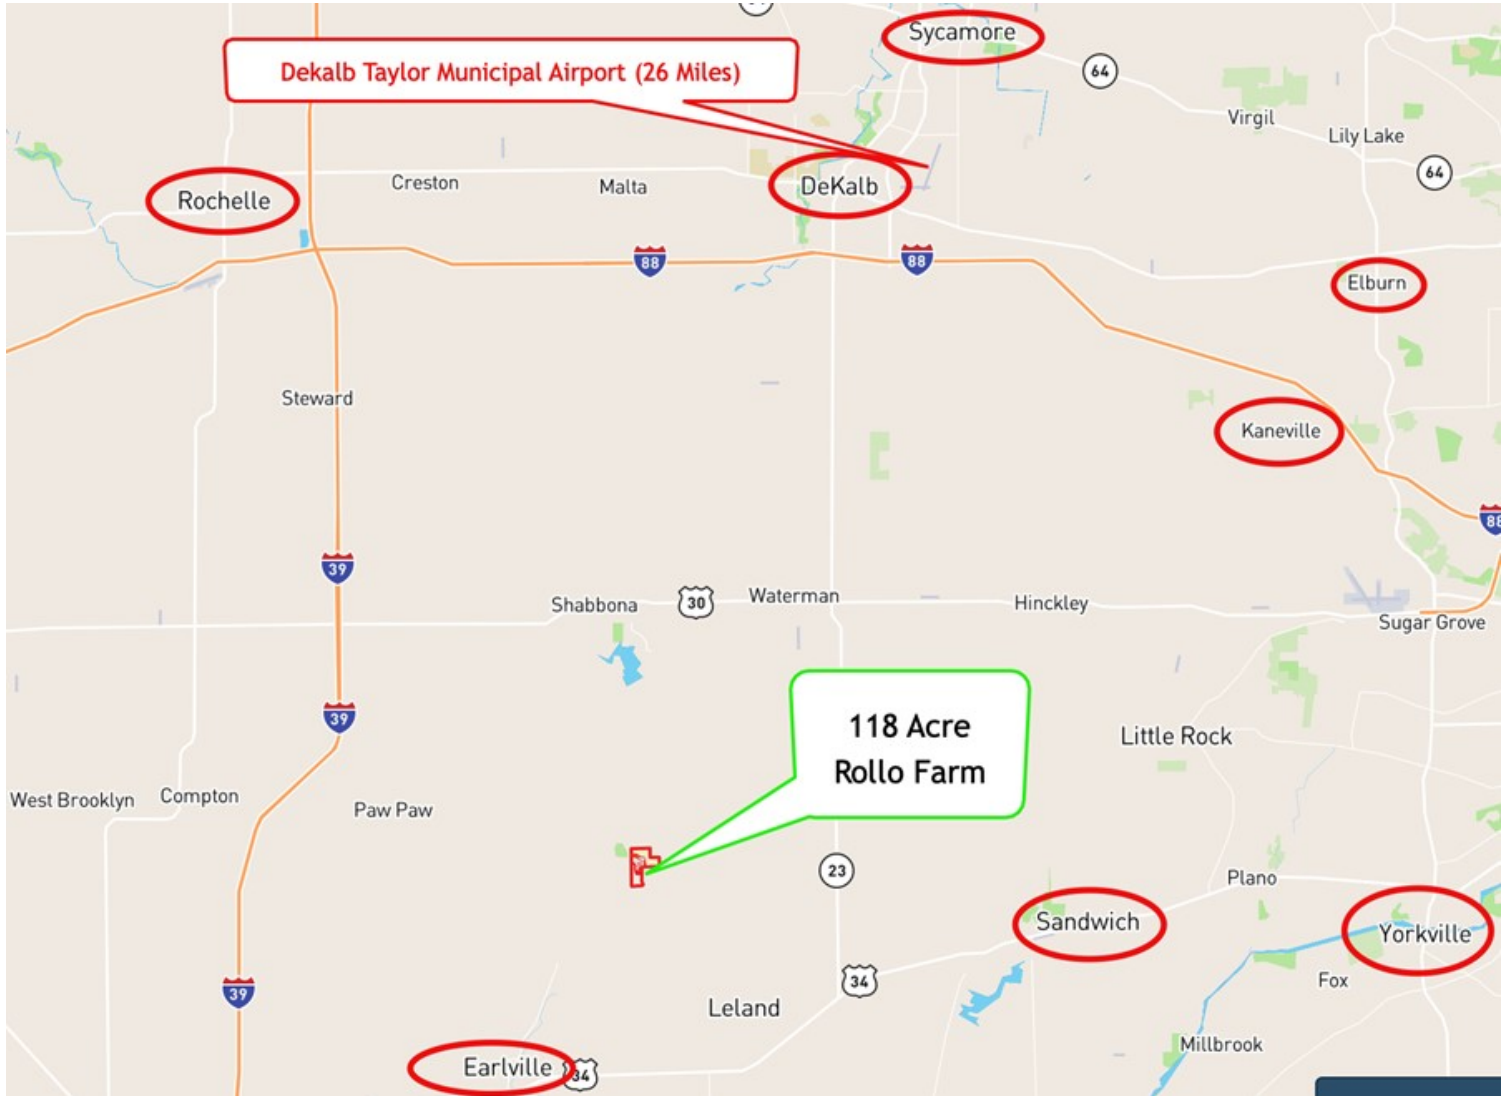 Sycamore
Dekalb Taylor Municipal Airport (26 Miles)
64
Virgil
Lily Lake
64
Rochelle
Creston
Malta
DeKalb
88
88
Elburn
Steward
Kaneville
88
39
Shabbona
30
Waterman
Hinckley
Sugar Grove
39
118 Acre
Rollo Farm
Little Rock
West Brooklyn
Compton
Paw Paw
23
Plano
Sandwich
Yorkville
34
Fox
39
Leland
Millbrook
Earlville
34